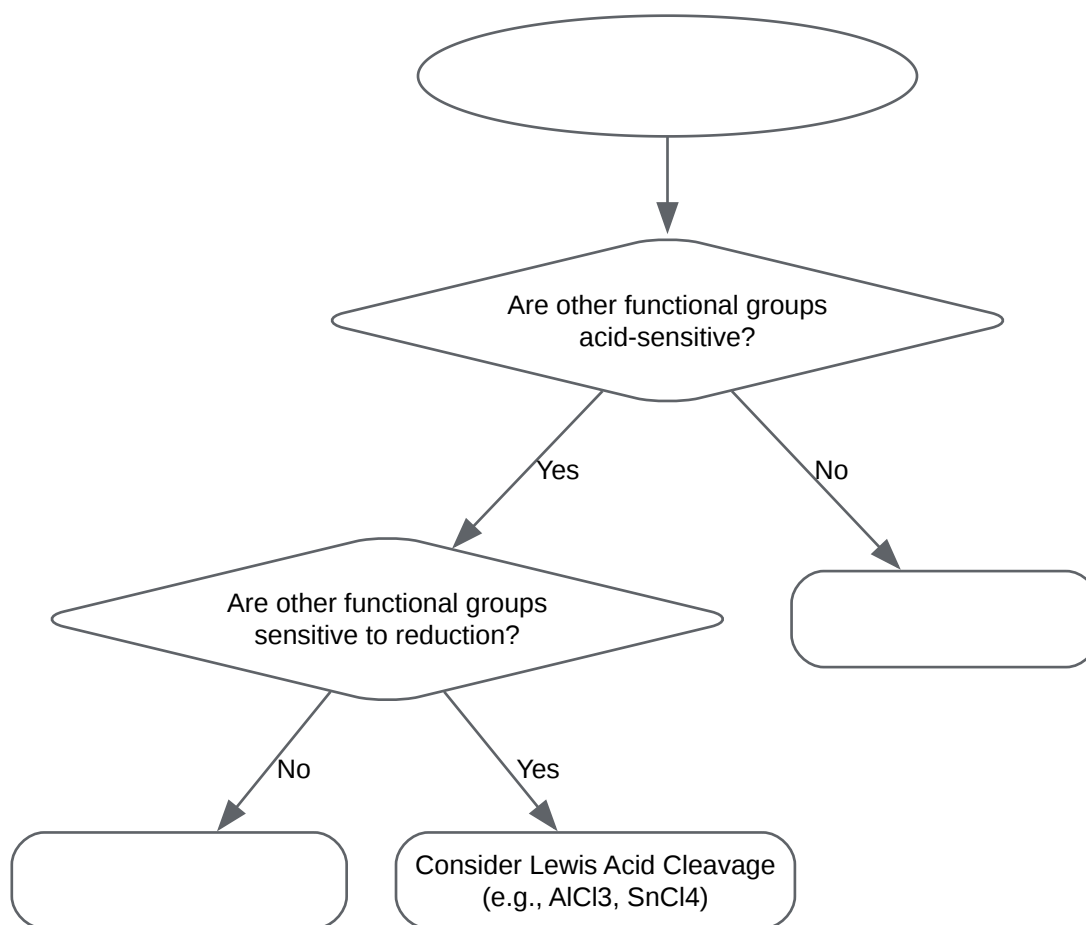 Are other functional groups
acid-sensitive?
Yes
No
Are other functional groups
sensitive to reduction?
No
Yes
Consider Lewis Acid Cleavage
(e.g., AlCl3, SnCl4)